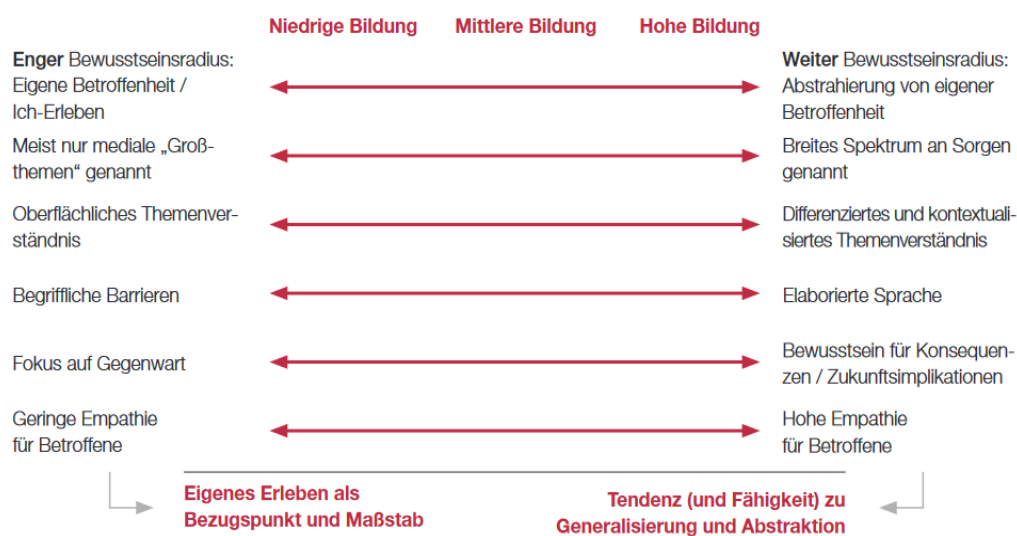 Niedrige Bildung Mittlere Bildung Hohe Bildung
Enger Bewusstseinsradius:
Eigene Betroffenheit /
Ich-Erleben
Weiter Bewusstseinsradius:
Abstrahierung von eigener
Betroffenheit
Meist nur mediale „Groß-
themen“ genannt
Breites Spektrum an Sorgen
genannt
Oberflächliches Themenver-
ständnis
Differenziertes und kontextuali-
siertes Themenverständnis
Begriffliche Barrieren
Elaborierte Sprache
Fokus auf Gegenwart
Bewusstsein für Konsequen-
zen / Zukunftsimplikationen
Geringe Empathie
für Betroffene
Hohe Empathie
für Betroffene
Eigenes Erleben als
Bezugspunkt und Maßstab
Tendenz (und Fähigkeit) zu
Generalisierung und Abstraktion